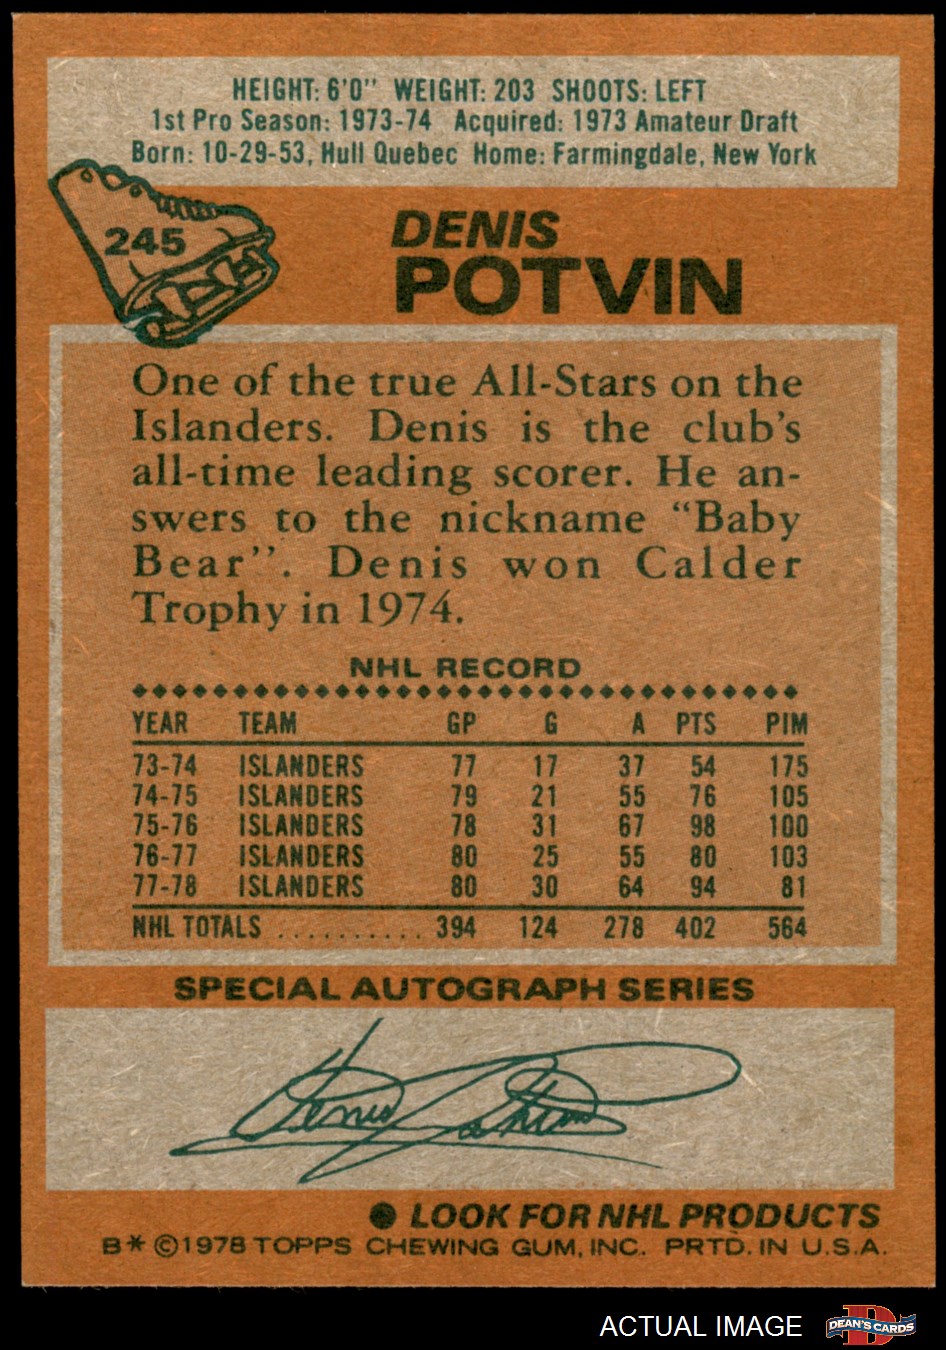 HEIGHT: 6'0" WEIGHT: 203 SHOOTS: LEFT
1st Pro Season: 1973-74 Acquired: 1973 Amateur Draft
Born: 10-29-53, Hull Quebec Home: Farmingdale, New York
245
DENIS
POTVIN
One of the true All-Stars on the
Islanders. Denis is the club's
all-time leading scorer. He an-
swers to the nickname "Baby
Bear". Denis won Calder
Trophy in 1974.
NHL RECORD
YEAR TEAM GP G A PTS PIM
73-74 ISLANDERS 77 17 37 54 175
74-75 ISLANDERS 79 21 55 76 105
75-76 ISLANDERS 78 31 67 98 100
76-77 ISLANDERS 80 25 55 80 103
77-78 ISLANDERS 80 30 64 94 81
NHL TOTALS .......... 394 124 278 402 564
SPECIAL AUTOGRAPH SERIES
Denis Potvin
● LOOK FOR NHL PRODUCTS
B* © 1978 TOPPS CHEWING GUM, INC. PRTD. IN U.S.A.
ACTUAL IMAGE
DEAN'S CARDS